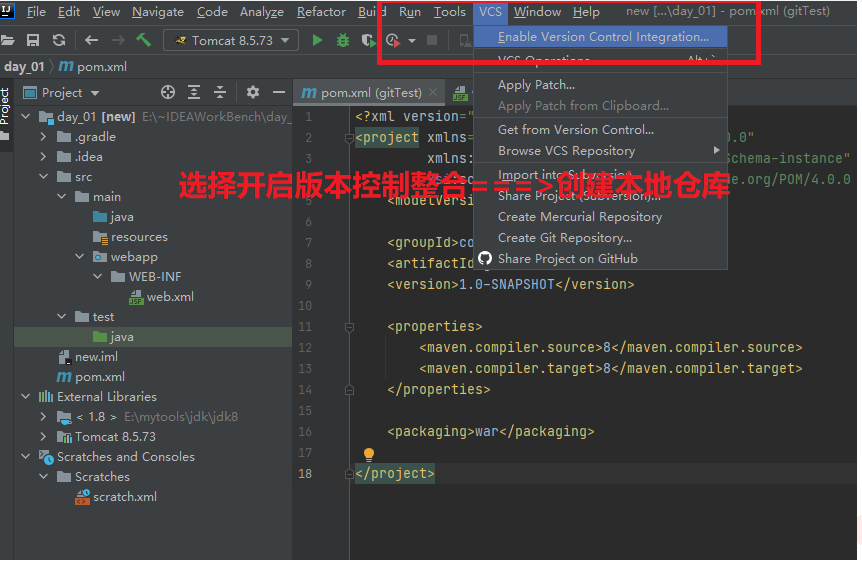 File Edit View Navigate Code Analyze Refactor Build Run Tools VCS Window Help new [...\day_01] - pom.xml (gitTest)
Tomcat 8.5.73
day_01 pom.xml
Project
Project
pom.xml (gitTest)
day_01 [new] E:\~IDEAWorkBench\day_
.gradle
.idea
src
main
java
resources
webapp
WEB-INF
web.xml
test
java
new.iml
pom.xml
External Libraries
< 1.8 > E:\mytools\jdk\jdk8
Tomcat 8.5.73
Scratches and Consoles
Scratches
scratch.xml
Enable Version Control Integration...
VCS Operations
Apply Patch...
Apply Patch from Clipboard...
Get from Version Control...
Browse VCS Repository
Import into Subversion...
Share Project (Subversion)...
Create Mercurial Repository
Create Git Repository...
Share Project on GitHub
选择开启版本控制整合===>创建本地仓库
1 <?xml version="
2 <project xmlns= 0.0"
3 xmlns: Schema-instance"
xsi:sc e.org/POM/4.0.0
5 <modelVersi
6
7 <groupId>co
8 <artifactId>
9 <version>1.0-SNAPSHOT</version>
10
11 <properties>
12 <maven.compiler.source>8</maven.compiler.source>
13 <maven.compiler.target>8</maven.compiler.target>
14 </properties>
15
16 <packaging>war</packaging>
17
18 </project>